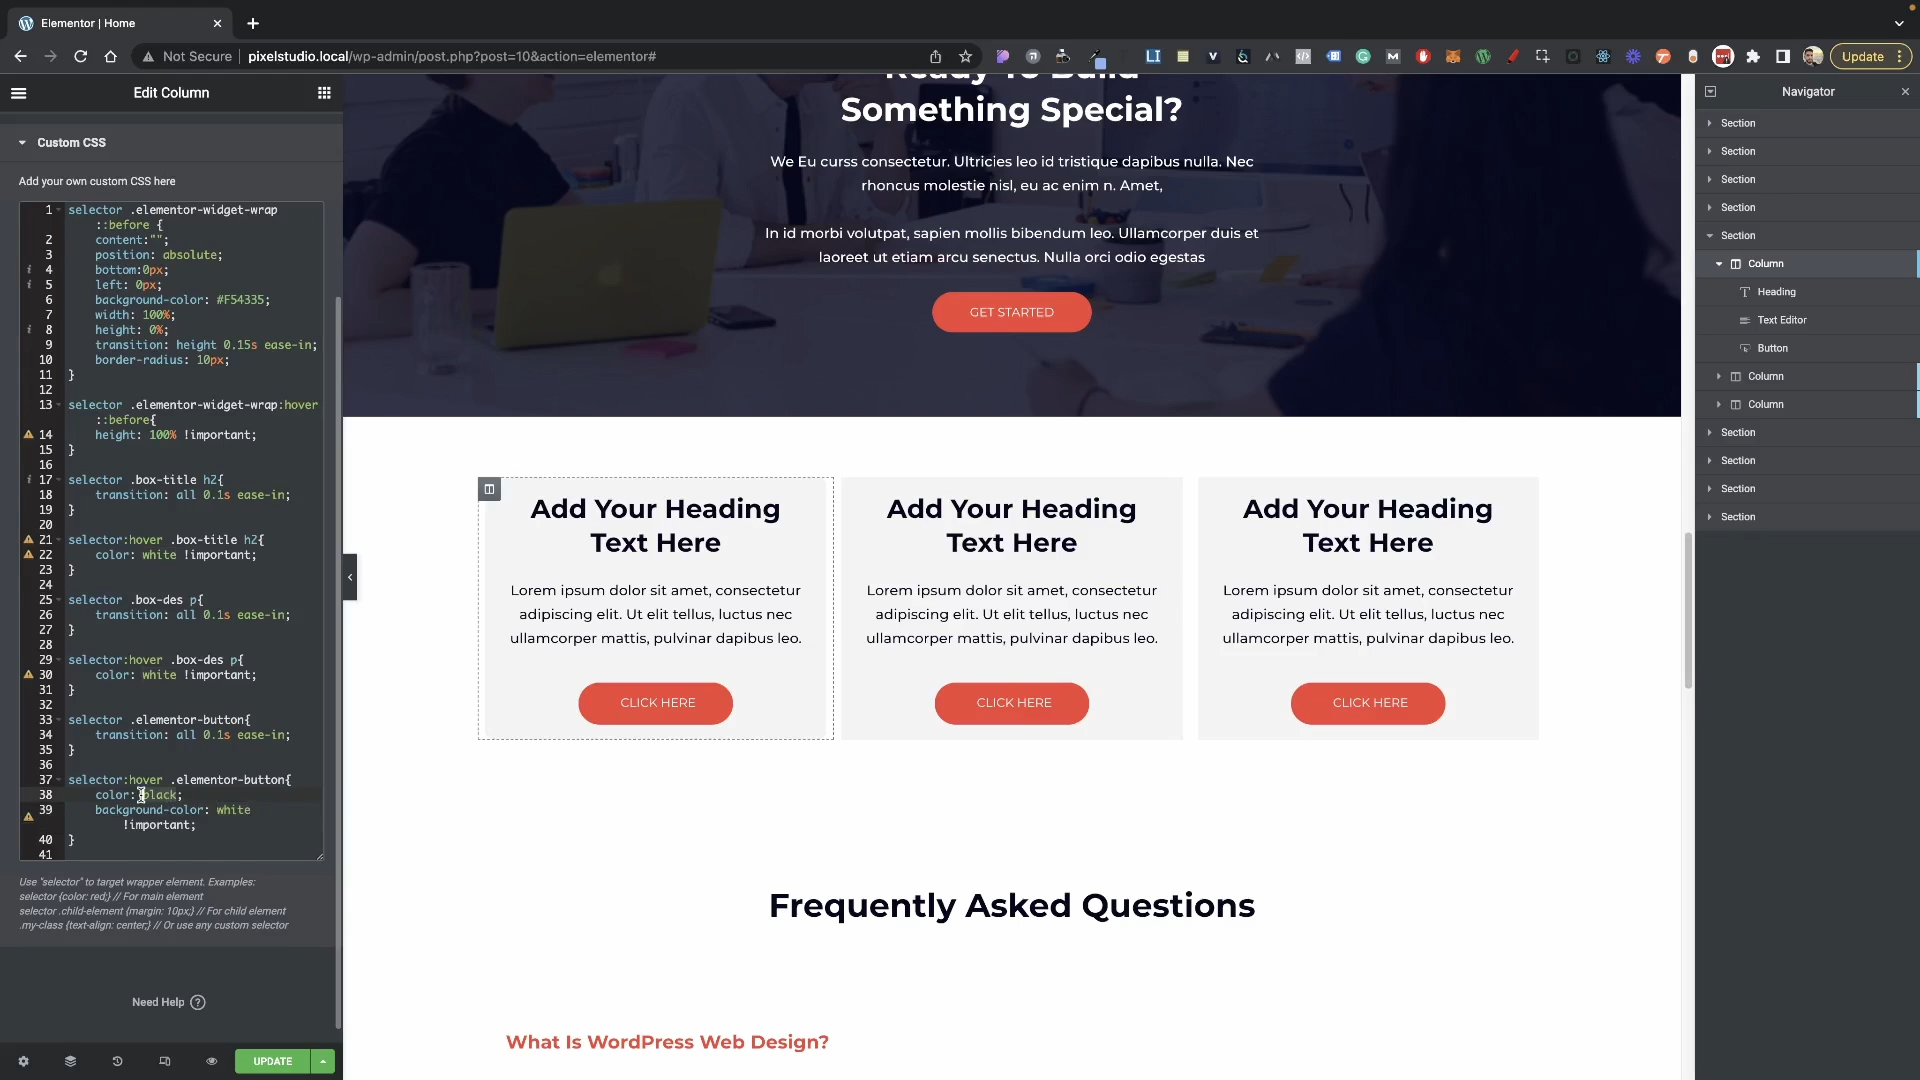 Elementor | Home
Not Secure
pixelstudio.local/wp-admin/post.php?post=10&action=elementor#
Update
Edit Column
Custom CSS
Add your own custom CSS here
1 selector .elementor-widget-wrap
::before {
2 content:"";
3 position: absolute;
4 bottom:0px;
5 left: 0px;
6 background-color: #F54335;
7 width: 100%;
8 height: 0%;
9 transition: height 0.15s ease-in;
10 border-radius: 10px;
11 }
12
13 selector .elementor-widget-wrap:hover
::before{
14 height: 100% !important;
15 }
16
17 selector .box-title h2{
18 transition: all 0.1s ease-in;
19 }
20
21 selector:hover .box-title h2{
22 color: white !important;
23 }
24
25 selector .box-des p{
26 transition: all 0.1s ease-in;
27 }
28
29 selector:hover .box-des p{
30 color: white !important;
31 }
32
33 selector .elementor-button{
34 transition: all 0.1s ease-in;
35 }
36
37 selector:hover .elementor-button{
38 color: black;
39 background-color: white
!important;
40 }
41
Use "selector" to target wrapper element. Examples:
selector {color: red;} // For main element
selector .child-element {margin: 10px;} // For child element
.my-class {text-align: center;} // Or use any custom selector
Need Help ?
UPDATE
Ready To Build
Something Special?
We Eu curss consectetur. Ultricies leo id tristique dapibus nulla. Nec
rhoncus molestie nisl, eu ac enim n. Amet,
In id morbi volutpat, sapien mollis bibendum leo. Ullamcorper duis et
laoreet ut etiam arcu senectus. Nulla orci odio egestas
GET STARTED
Add Your Heading
Text Here
Lorem ipsum dolor sit amet, consectetur
adipiscing elit. Ut elit tellus, luctus nec
ullamcorper mattis, pulvinar dapibus leo.
CLICK HERE
Add Your Heading
Text Here
Lorem ipsum dolor sit amet, consectetur
adipiscing elit. Ut elit tellus, luctus nec
ullamcorper mattis, pulvinar dapibus leo.
CLICK HERE
Add Your Heading
Text Here
Lorem ipsum dolor sit amet, consectetur
adipiscing elit. Ut elit tellus, luctus nec
ullamcorper mattis, pulvinar dapibus leo.
CLICK HERE
Frequently Asked Questions
What Is WordPress Web Design?
Navigator
Section
Section
Section
Section
Section
Column
Heading
Text Editor
Button
Column
Column
Section
Section
Section
Section